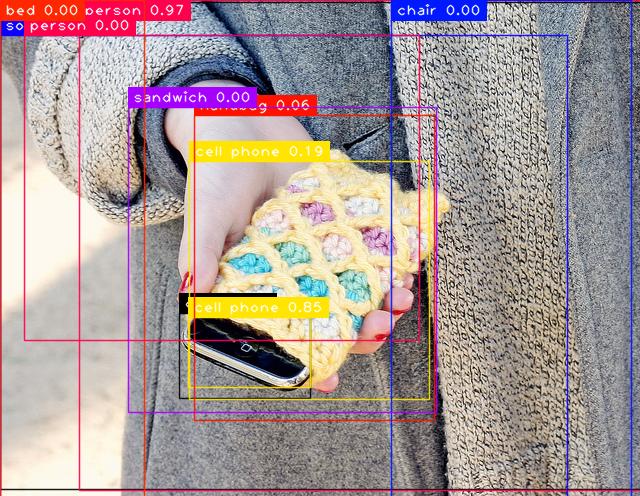 bed 0.00 person 0.97 chair 0.00
so person 0.00
sandwich 0.00
handbag 0.06
cell phone 0.19
cell phone 0.85